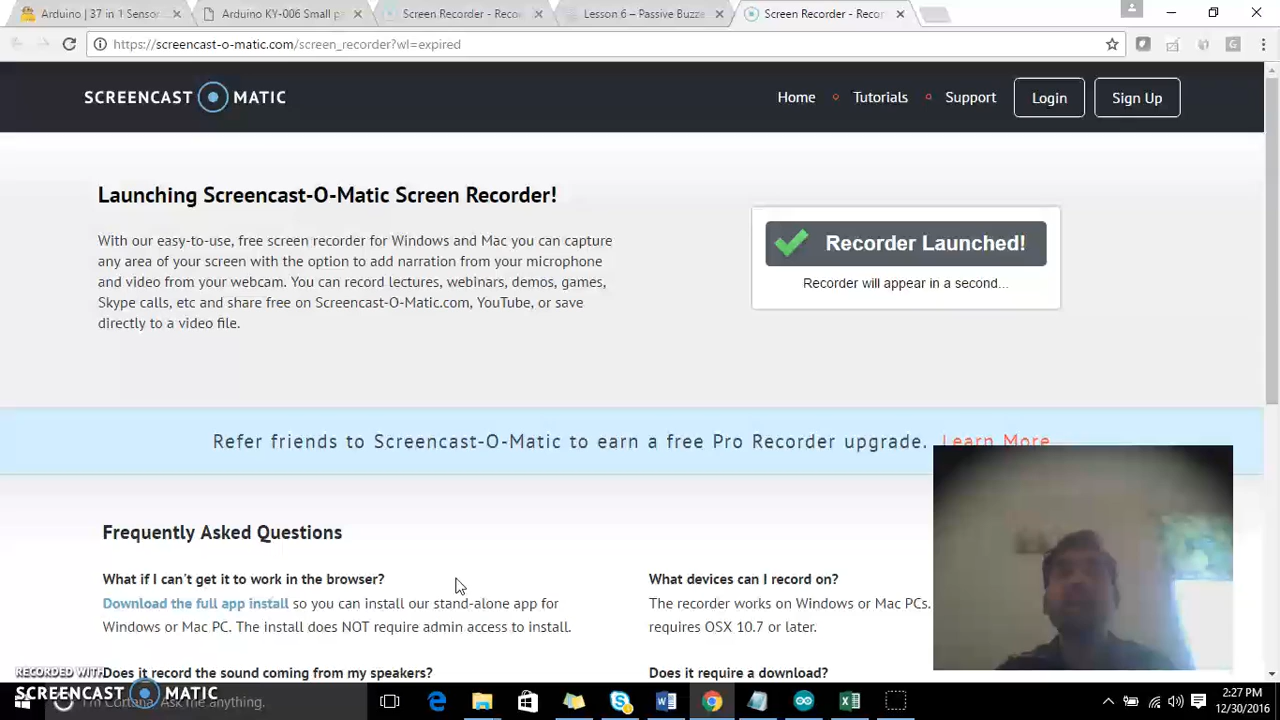 Arduino | 37 in 1 Sensor
Arduino KY-006 Small p
Screen Recorder - Reco
Lesson 6 – Passive Buzze
Screen Recorder - Recor
https://screencast-o-matic.com/screen_recorder?wl=expired
SCREENCAST O MATIC
Home
Tutorials
Support
Login
Sign Up
Launching Screencast-O-Matic Screen Recorder!
With our easy-to-use, free screen recorder for Windows and Mac you can capture
any area of your screen with the option to add narration from your microphone
and video from your webcam. You can record lectures, webinars, demos, games,
Skype calls, etc and share free on Screencast-O-Matic.com, YouTube, or save
directly to a video file.
Recorder Launched!
Recorder will appear in a second...
Refer friends to Screencast-O-Matic to earn a free Pro Recorder upgrade. Learn More
Frequently Asked Questions
What if I can't get it to work in the browser?
Download the full app install so you can install our stand-alone app for
Windows or Mac PC. The install does NOT require admin access to install.
Does it record the sound coming from my speakers?
What devices can I record on?
The recorder works on Windows or Mac PCs.
requires OSX 10.7 or later.
Does it require a download?
RECORDED WITH
SCREENCAST O MATIC
I'm Cortana. Ask me anything.
2:27 PM
12/30/2016